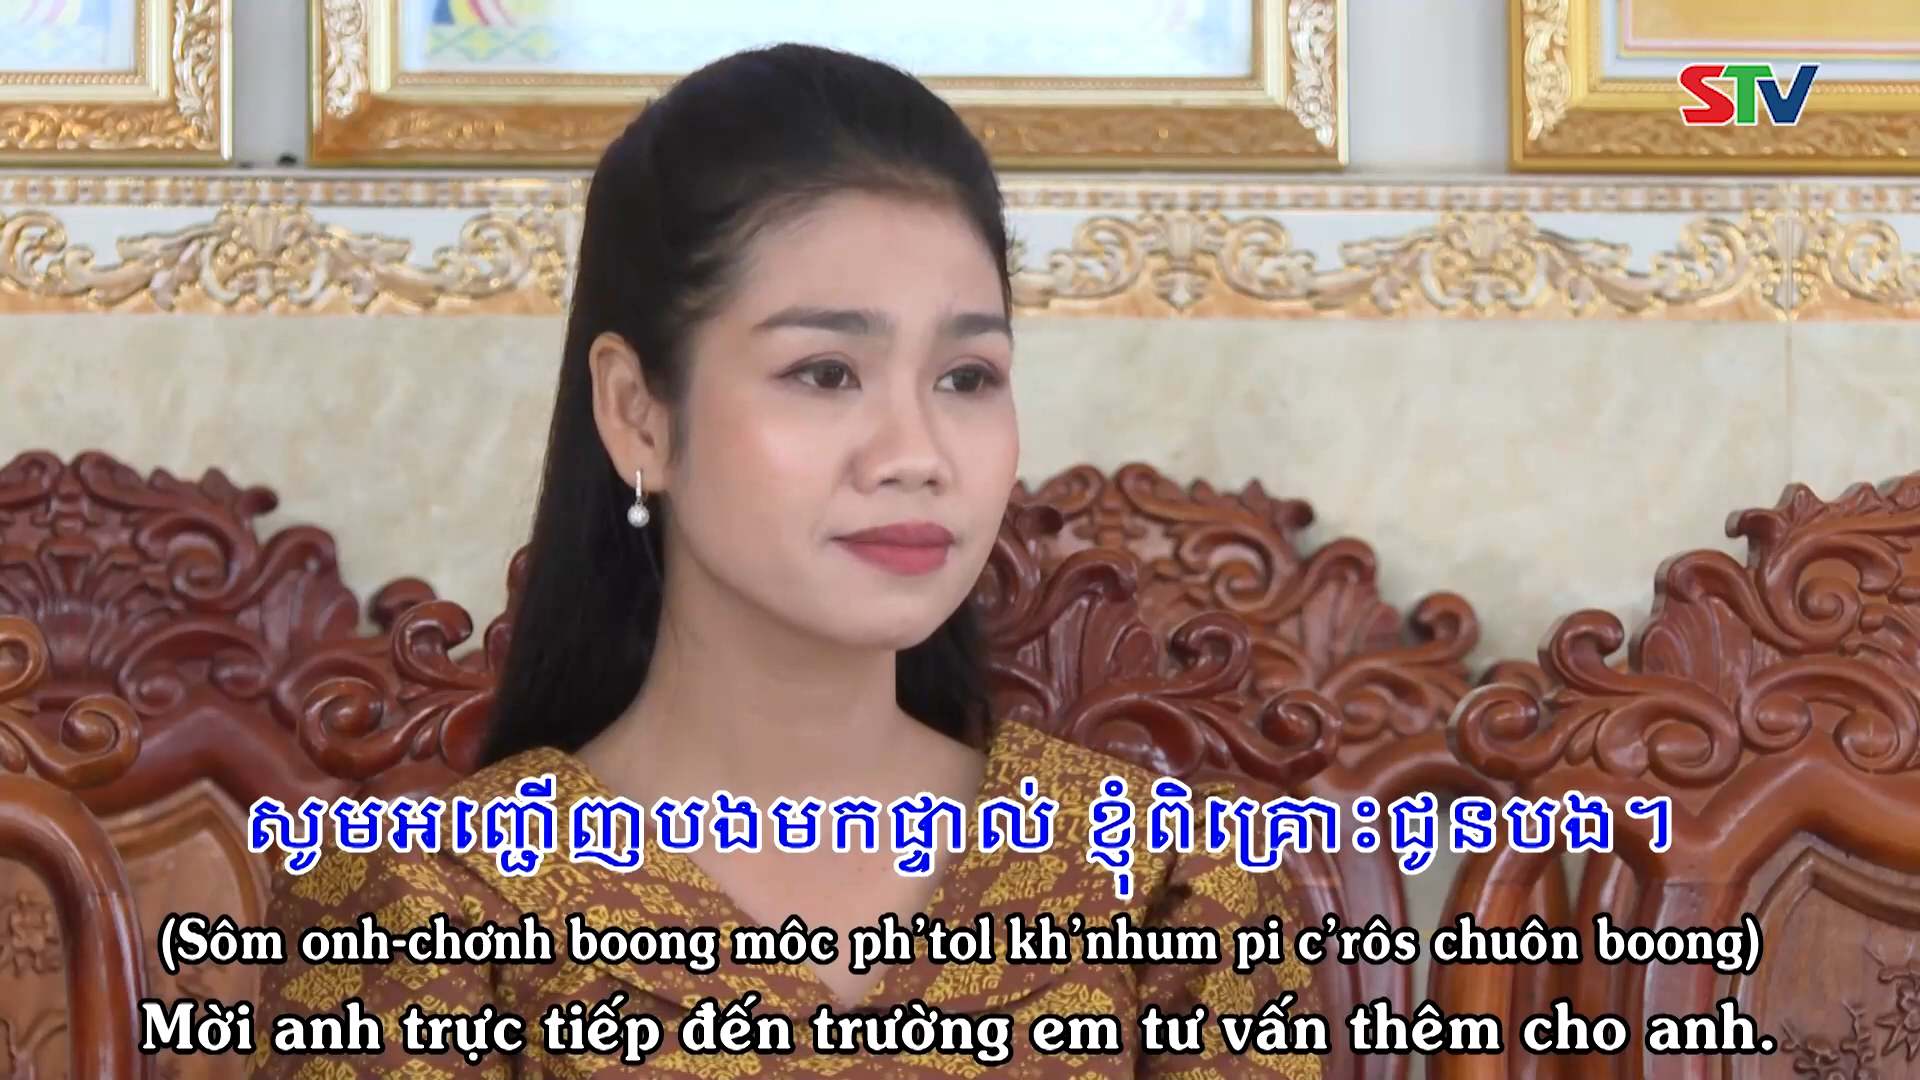 STV
សូមអញ្ជើញបងមកផ្ទាល់ ខ្ញុំពិគ្រោះជូនបង។
(Sôm onh-chơnh boong môc ph’tol kh’nhum pi c’rôs chuôn boong)
Mời anh trực tiếp đến trường em tư vấn thêm cho anh.